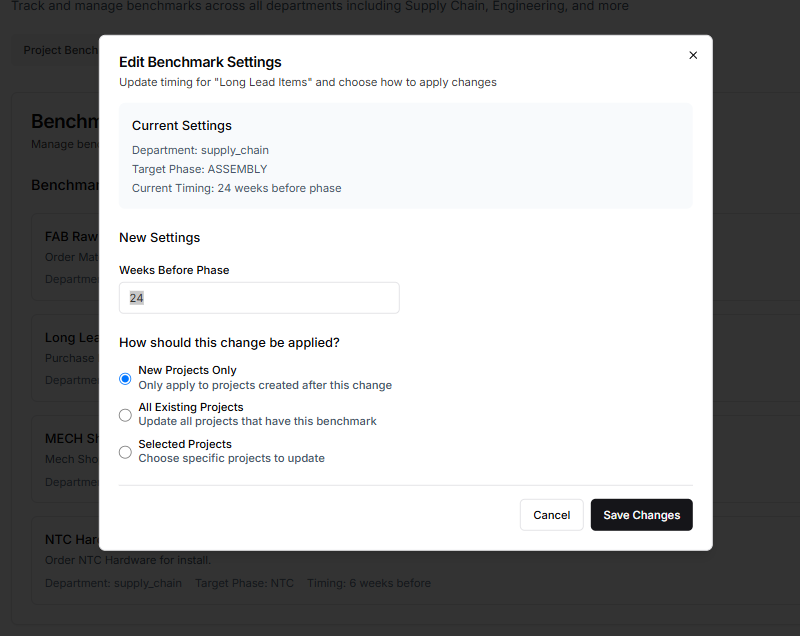 Track and manage benchmarks across all departments including Supply Chain, Engineering, and more
Project Bench
Edit Benchmark Settings
Update timing for "Long Lead Items" and choose how to apply changes
Current Settings
Department: supply_chain
Target Phase: ASSEMBLY
Current Timing: 24 weeks before phase
New Settings
Weeks Before Phase
24
How should this change be applied?
New Projects Only
Only apply to projects created after this change
All Existing Projects
Update all projects that have this benchmark
Selected Projects
Choose specific projects to update
Cancel
Save Changes
Benchm
Manage ben
Benchmar
FAB Raw
Order Mat
Departme
Long Lea
Purchase
Departme
MECH Sh
Mech Sho
Departme
NTC Har
Order NTC Hardware for install.
Department: supply_chain Target Phase: NTC Timing: 6 weeks before